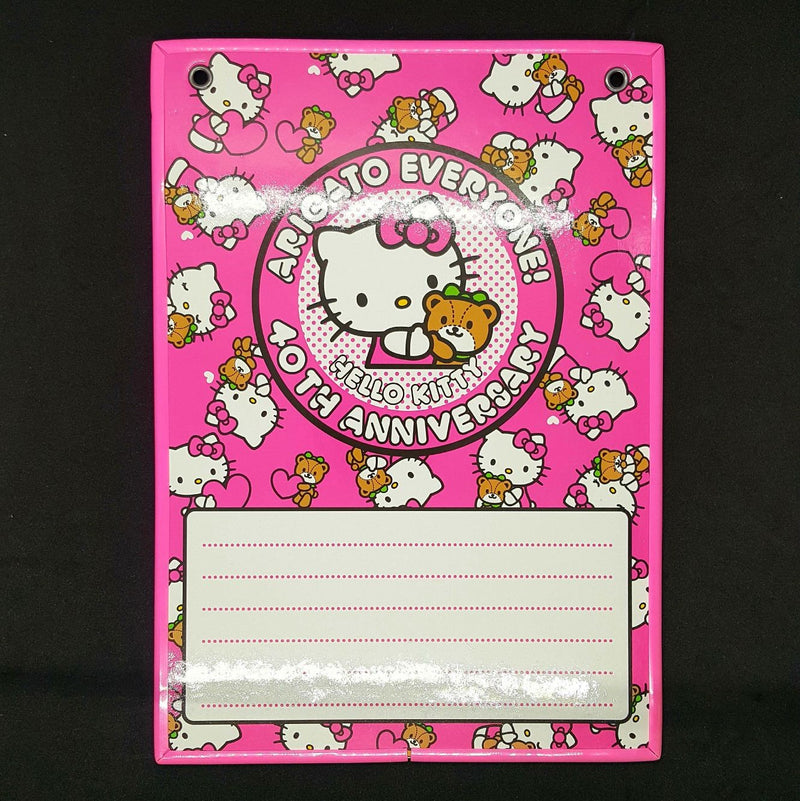 ARIGATO EVERYONE!
HELLO KITTY
40TH ANNIVERSARY